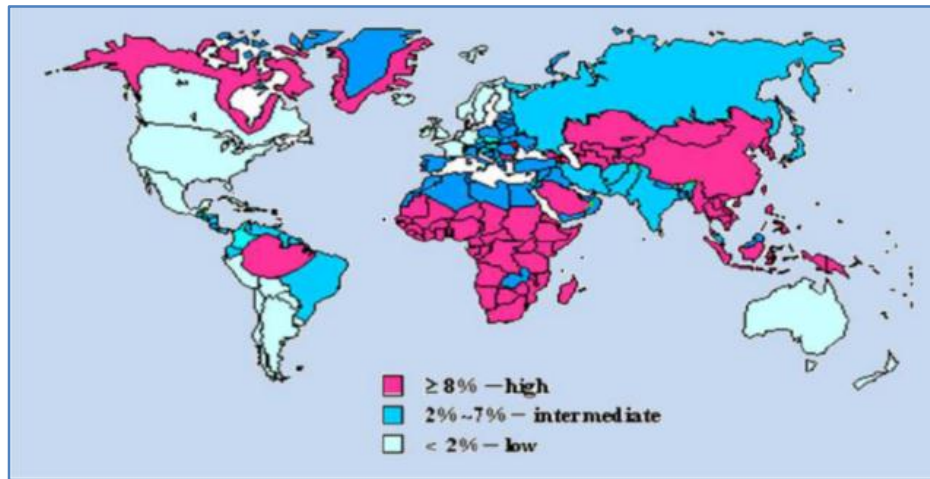 ≥ 8% — high
2% ~7% — intermediate
< 2% — low